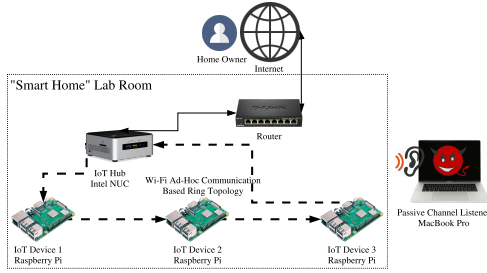 Home Owner
Internet
"Smart Home" Lab Room
D-Link
Router
IoT Hub
Intel NUC
Wi-Fi Ad-Hoc Communication
Based Ring Topology
Passive Channel Listene
MacBook Pro
IoT Device 1
Raspberry Pi
IoT Device 2
Raspberry Pi
IoT Device 3
Raspberry Pi